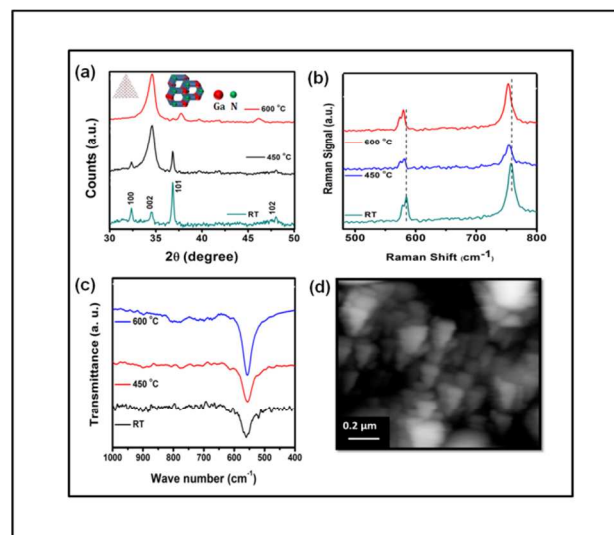 (a)
Ga N
600 °C
450 °C
RT
100
002
101
102
Counts (a.u.)
30 35 40 45 50
2θ (degree)
(b)
600 °C
450 °C
RT
Raman Signal (a.u.)
500 600 700 800
Raman Shift (cm-1)
(c)
600 °C
450 °C
RT
Transmittance (a. u.)
1000 900 800 700 600 500 400
Wave number (cm-1)
(d)
0.2 µm